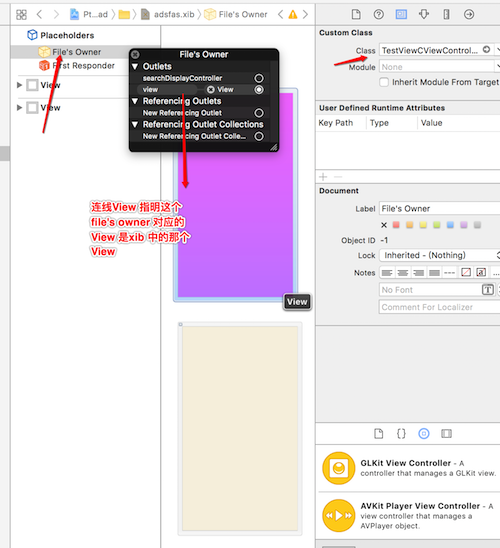 Pt...ad
adsfas.xib
File's Owner
Placeholders
File's Owner
First Responder
View
View
File's Owner
Outlets
searchDisplayController
view
View
Referencing Outlets
New Referencing Outlet
Referencing Outlet Collections
New Referencing Outlet Colle...
连线View 指明这个
file's owner 对应的
View 是xib 中的那个
View
View
Custom Class
Class
TestViewCViewControl...
Module
None
Inherit Module From Target
User Defined Runtime Attributes
Key Path
Type
Value
Document
Label
File's Owner
Object ID
-1
Lock
Inherited - (Nothing)
Notes
No Font
Comment For Localizer
GLKit View Controller - A
controller that manages a GLKit view.
AVKit Player View Controller - A
view controller that manages a
AVPlayer object.